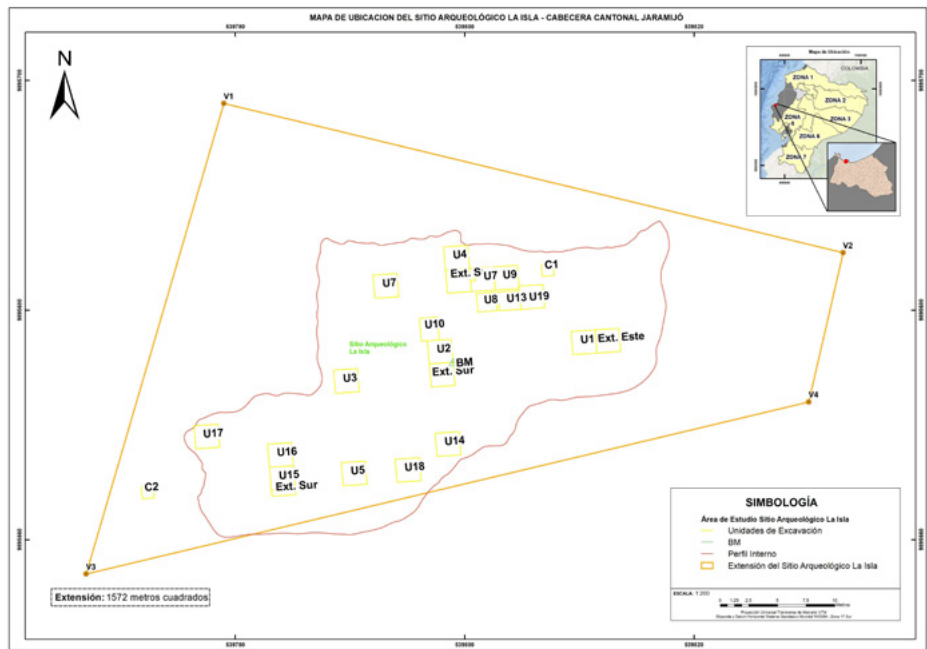 MAPA DE UBICACION DEL SITIO ARQUEOLÓGICO LA ISLA - CABECERA CANTONAL JARAMIJÓ
N
V1
V2
V3
V4
Mapa de Ubicación
COLOMBIA
ZONA 1
ZONA 2
ZONA 3
ZONA 6
ZONA 7
U4
Ext. S
U7
U9
C1
U7
U8
U13
U19
U10
U1
Ext. Este
Sitio Arqueológico
La Isla
U2
BM
Ext. Sur
U3
U17
U14
U16
U15
Ext. Sur
U5
U18
C2
SIMBOLOGÍA
Área de Estudio Sitio Arqueológico La Isla
Unidades de Excavación
BM
Perfil Interno
Extensión del Sitio Arqueológico La Isla
ESCALA: 1:200
Metros
Extensión: 1572 metros cuadrados